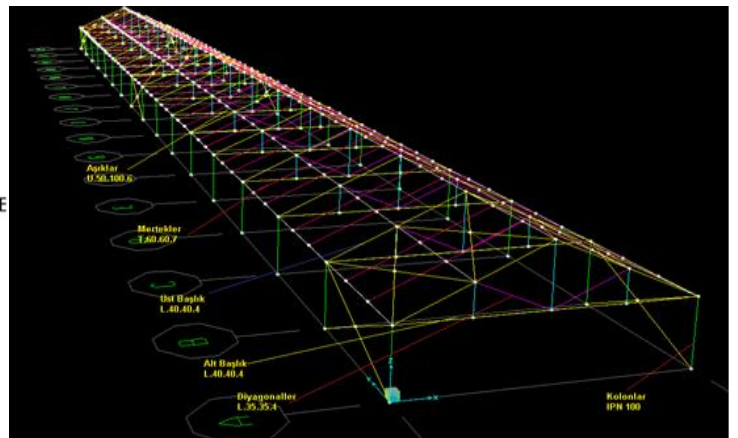 E
Aşıklar
U.50.100.6
Mertekler
T.60.60.7
Üst Başlık
L.40.40.4
Alt Başlık
L.40.40.4
Diyagonaller
L.35.35.4
Kolonlar
IPN 100
Z
X
C
B
A